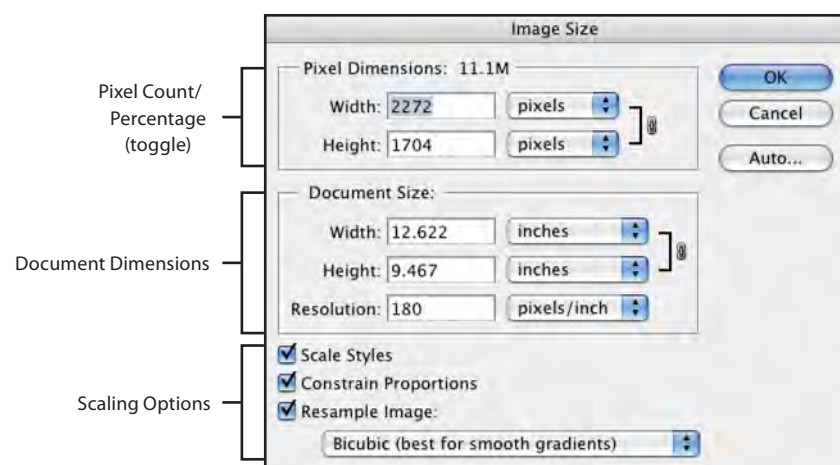 Image Size
Pixel Count/
Percentage
(toggle)
Pixel Dimensions: 11.1M
Width: 2272 pixels
Height: 1704 pixels
OK
Cancel
Auto...
Document Dimensions
Document Size:
Width: 12.622 inches
Height: 9.467 inches
Resolution: 180 pixels/inch
Scaling Options
Scale Styles
Constrain Proportions
Resample Image:
Bicubic (best for smooth gradients)